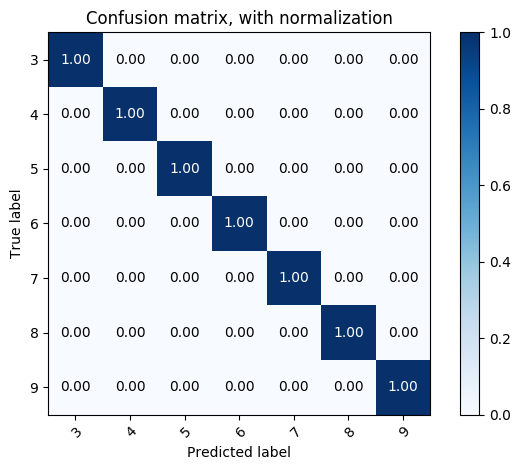 Confusion matrix, with normalization
True label
3 1.00 0.00 0.00 0.00 0.00 0.00 0.00
4 0.00 1.00 0.00 0.00 0.00 0.00 0.00
5 0.00 0.00 1.00 0.00 0.00 0.00 0.00
6 0.00 0.00 0.00 1.00 0.00 0.00 0.00
7 0.00 0.00 0.00 0.00 1.00 0.00 0.00
8 0.00 0.00 0.00 0.00 0.00 1.00 0.00
9 0.00 0.00 0.00 0.00 0.00 0.00 1.00
3 4 5 6 7 8 9
Predicted label
1.0
0.8
0.6
0.4
0.2
0.0